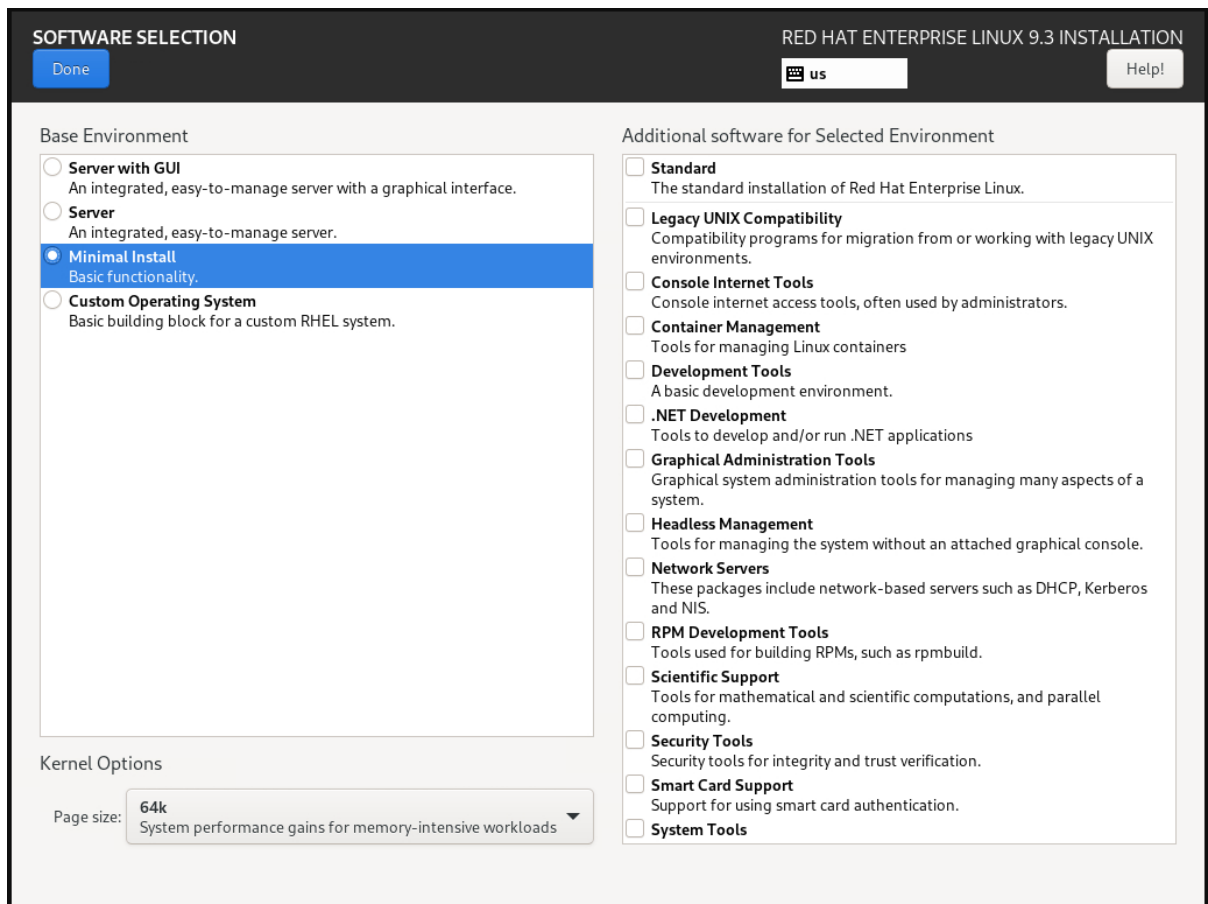 SOFTWARE SELECTION
RED HAT ENTERPRISE LINUX 9.3 INSTALLATION
Done
us
Help!
Base Environment
Server with GUI
An integrated, easy-to-manage server with a graphical interface.
Server
An integrated, easy-to-manage server.
Minimal Install
Basic functionality.
Custom Operating System
Basic building block for a custom RHEL system.
Kernel Options
Page size:
64k
System performance gains for memory-intensive workloads
Additional software for Selected Environment
Standard
The standard installation of Red Hat Enterprise Linux.
Legacy UNIX Compatibility
Compatibility programs for migration from or working with legacy UNIX
environments.
Console Internet Tools
Console internet access tools, often used by administrators.
Container Management
Tools for managing Linux containers
Development Tools
A basic development environment.
.NET Development
Tools to develop and/or run .NET applications
Graphical Administration Tools
Graphical system administration tools for managing many aspects of a
system.
Headless Management
Tools for managing the system without an attached graphical console.
Network Servers
These packages include network-based servers such as DHCP, Kerberos
and NIS.
RPM Development Tools
Tools used for building RPMs, such as rpmbuild.
Scientific Support
Tools for mathematical and scientific computations, and parallel
computing.
Security Tools
Security tools for integrity and trust verification.
Smart Card Support
Support for using smart card authentication.
System Tools